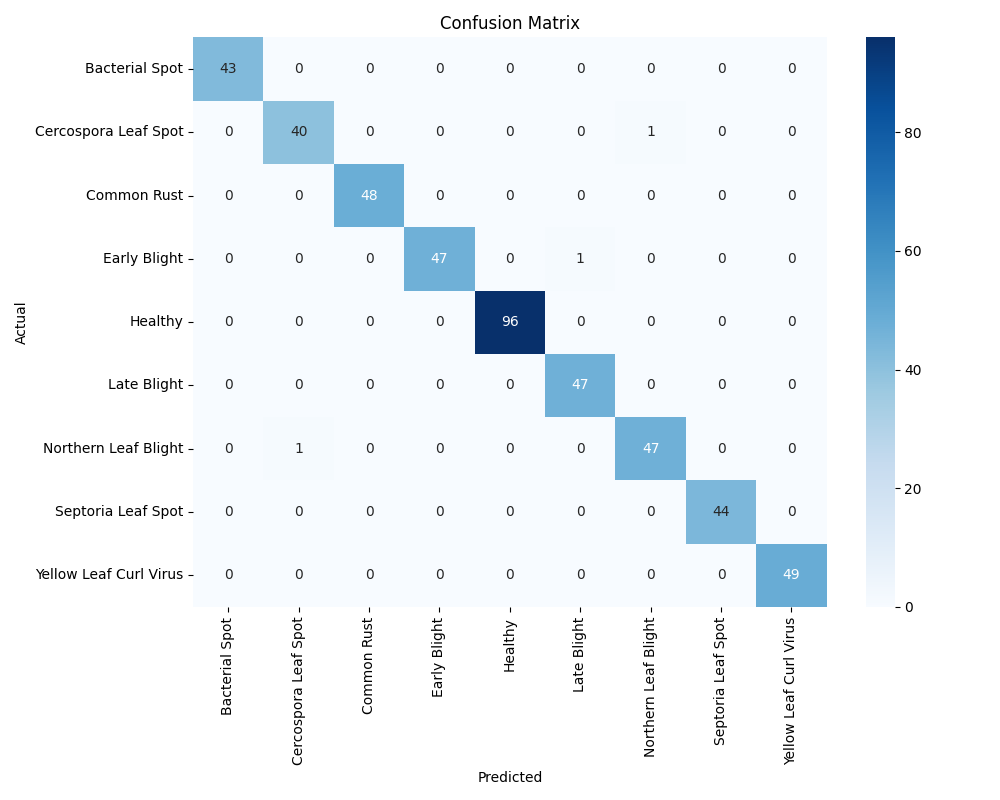 Confusion Matrix
Bacterial Spot 43 0 0 0 0 0 0 0 0
Cercospora Leaf Spot 0 40 0 0 0 0 1 0 0
Common Rust 0 0 48 0 0 0 0 0 0
Early Blight 0 0 0 47 0 1 0 0 0
Healthy 0 0 0 0 96 0 0 0 0
Late Blight 0 0 0 0 0 47 0 0 0
Northern Leaf Blight 0 1 0 0 0 0 47 0 0
Septoria Leaf Spot 0 0 0 0 0 0 0 44 0
Yellow Leaf Curl Virus 0 0 0 0 0 0 0 0 49
Actual
Bacterial Spot
Cercospora Leaf Spot
Common Rust
Early Blight
Healthy
Late Blight
Northern Leaf Blight
Septoria Leaf Spot
Yellow Leaf Curl Virus
Predicted
80
60
40
20
0